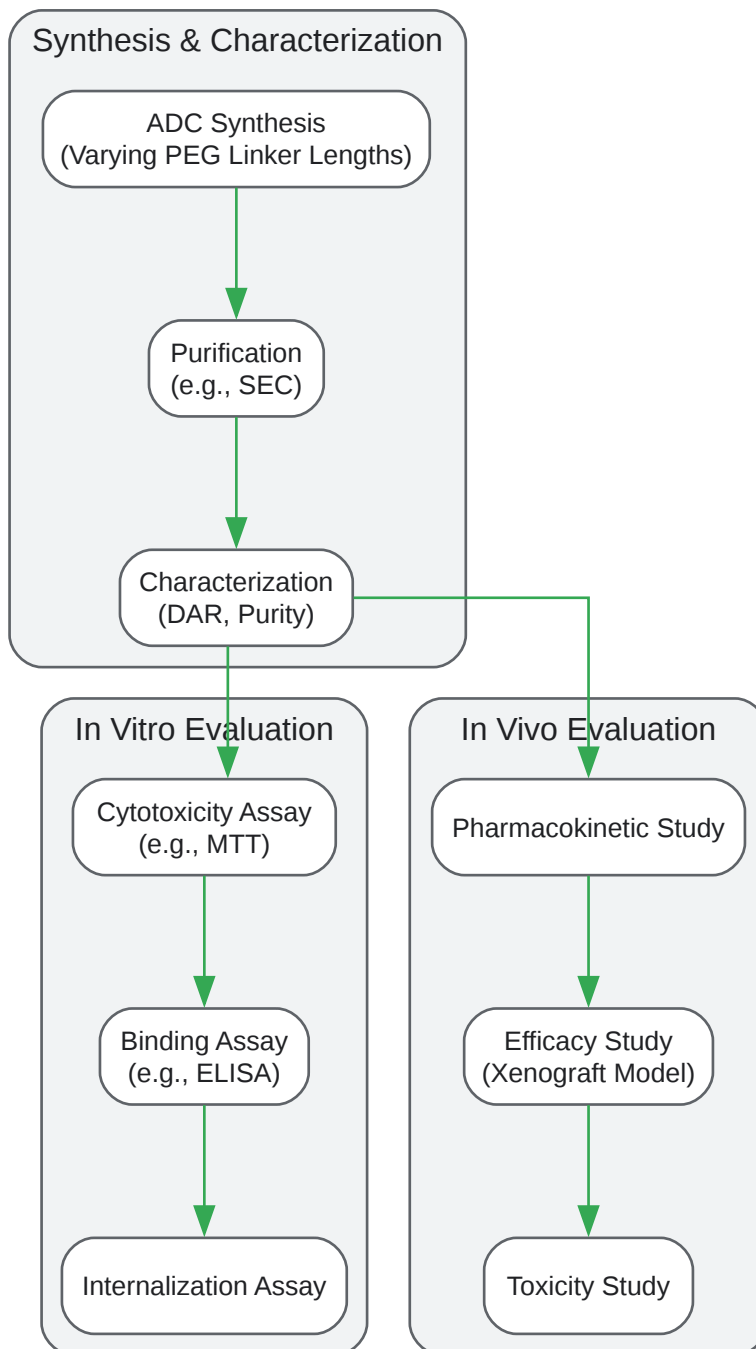 Synthesis & Characterization
ADC Synthesis
(Varying PEG Linker Lengths)
Purification
(e.g., SEC)
Characterization
(DAR, Purity)
In Vitro Evaluation
Cytotoxicity Assay
(e.g., MTT)
Binding Assay
(e.g., ELISA)
Internalization Assay
In Vivo Evaluation
Pharmacokinetic Study
Efficacy Study
(Xenograft Model)
Toxicity Study